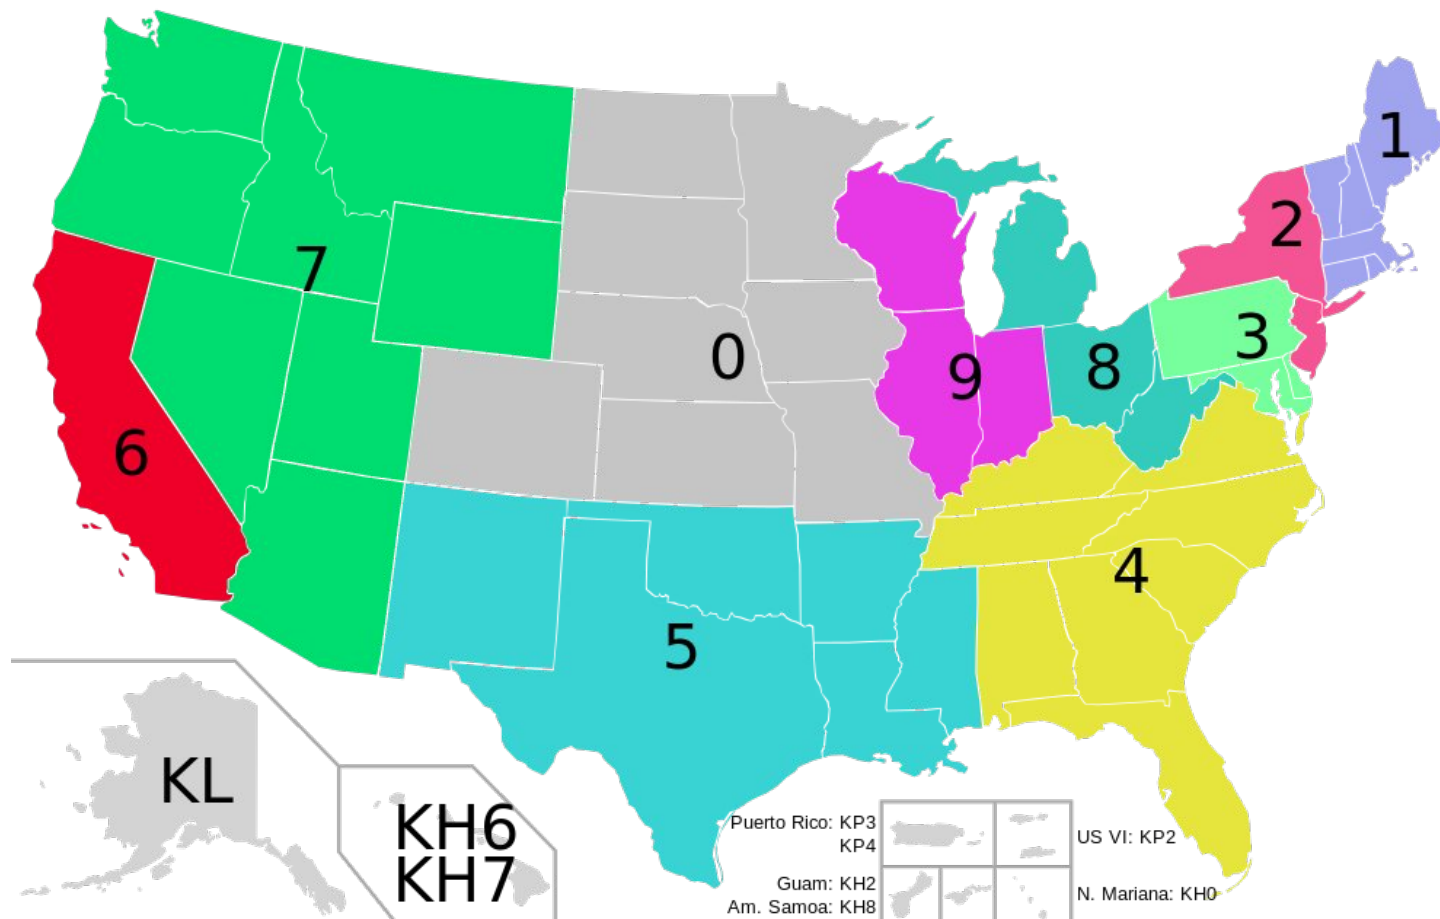 1
2
7
3
0
8
9
6
4
5
KL
KH6
KH7
Puerto Rico: KP3
KP4
US VI: KP2
Guam: KH2
Am. Samoa: KH8
N. Mariana: KH0